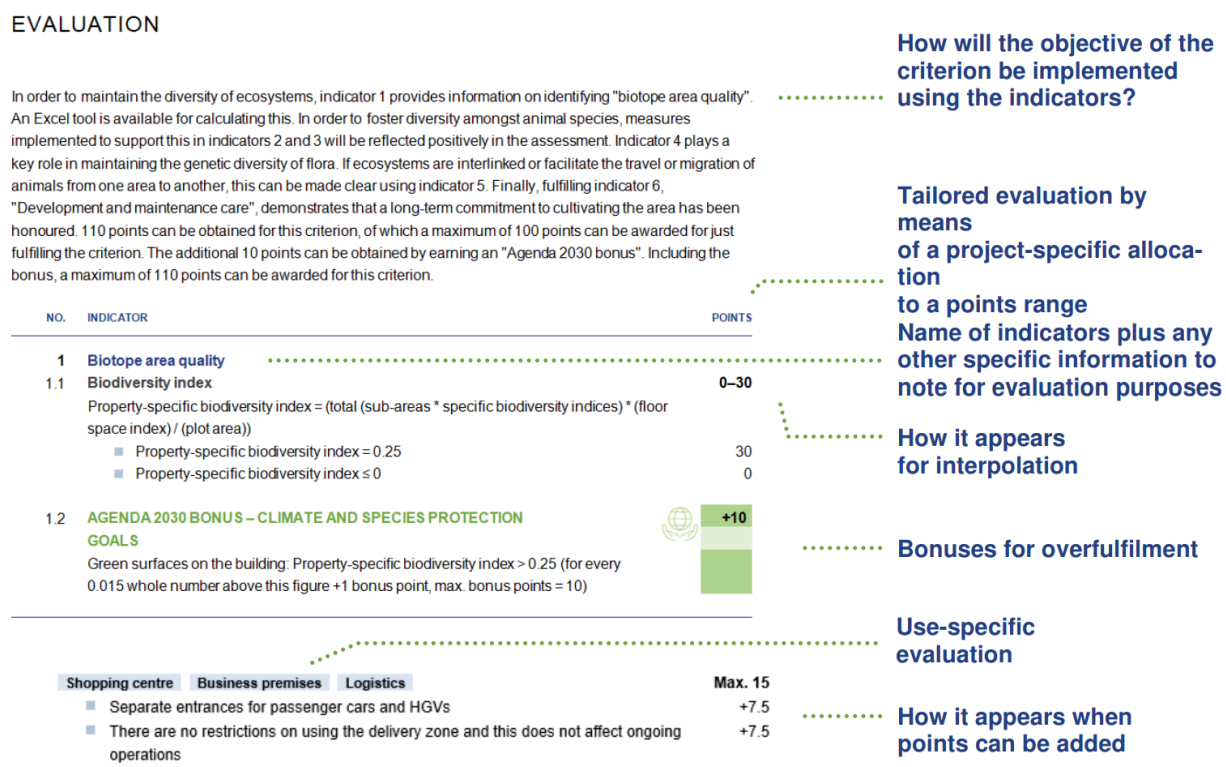 EVALUATION
In order to maintain the diversity of ecosystems, indicator 1 provides information on identifying "biotope area quality".
An Excel tool is available for calculating this. In order to foster diversity amongst animal species, measures
implemented to support this in indicators 2 and 3 will be reflected positively in the assessment. Indicator 4 plays a
key role in maintaining the genetic diversity of flora. If ecosystems are interlinked or facilitate the travel or migration of
animals from one area to another, this can be made clear using indicator 5. Finally, fulfilling indicator 6,
"Development and maintenance care", demonstrates that a long-term commitment to cultivating the area has been
honoured. 110 points can be obtained for this criterion, of which a maximum of 100 points can be awarded for just
fulfilling the criterion. The additional 10 points can be obtained by earning an "Agenda 2030 bonus". Including the
bonus, a maximum of 110 points can be awarded for this criterion.
How will the objective of the
criterion be implemented
using the indicators?
Tailored evaluation by
means
of a project-specific alloca-
tion
to a points range
NO. INDICATOR POINTS
1 Biotope area quality
Name of indicators plus any
other specific information to
note for evaluation purposes
1.1 Biodiversity index 0–30
Property-specific biodiversity index = (total (sub-areas * specific biodiversity indices) * (floor
space index) / (plot area))
Property-specific biodiversity index = 0.25 30
Property-specific biodiversity index ≤ 0 0
How it appears
for interpolation
1.2 AGENDA 2030 BONUS – CLIMATE AND SPECIES PROTECTION +10
GOALS
Green surfaces on the building: Property-specific biodiversity index > 0.25 (for every
0.015 whole number above this figure +1 bonus point, max. bonus points = 10)
Bonuses for overfulfilment
Use-specific
evaluation
Shopping centre Business premises Logistics Max. 15
Separate entrances for passenger cars and HGVs +7.5
There are no restrictions on using the delivery zone and this does not affect ongoing +7.5
operations
How it appears when
points can be added